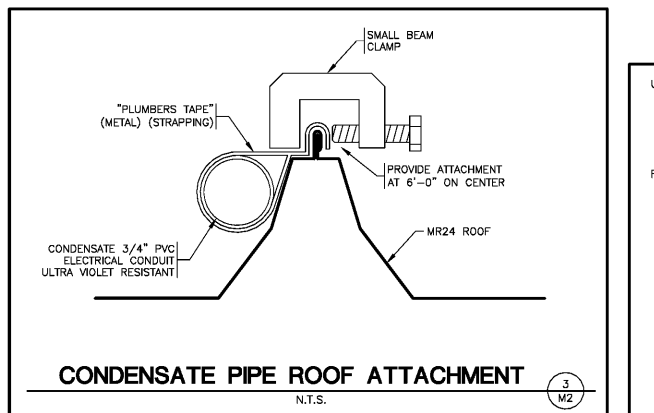 SMALL BEAM
CLAMP
"PLUMBERS TAPE"
(METAL) (STRAPPING)
PROVIDE ATTACHMENT
AT 6'-0" ON CENTER
MR24 ROOF
CONDENSATE 3/4" PVC
ELECTRICAL CONDUIT
ULTRA VIOLET RESISTANT
CONDENSATE PIPE ROOF ATTACHMENT
N.T.S.
3
M2